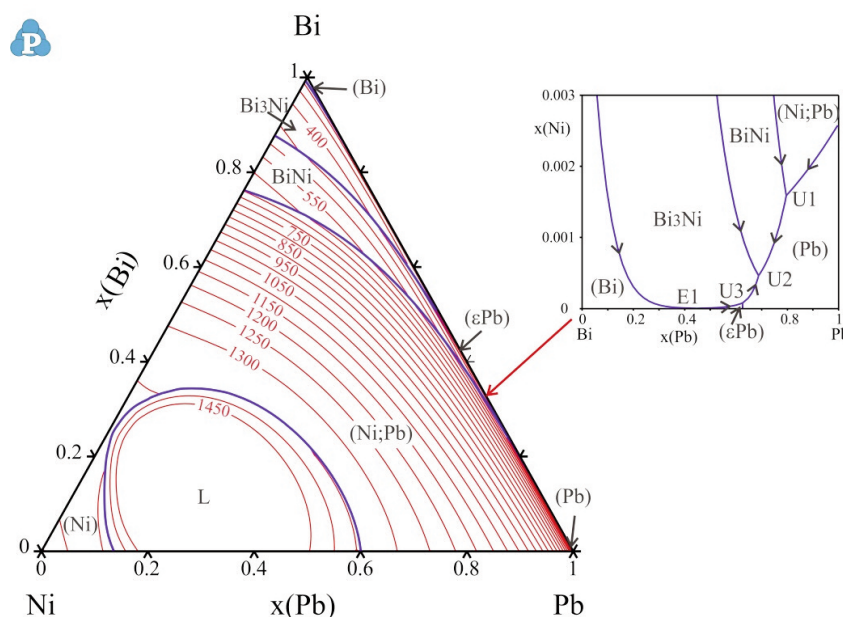 P
Bi
1
(Bi)
Bi₃Ni
400
0.8
BiNi
550
750
850
950
1050
1150
1200
1250
1300
0.6
x(Bi)
(εPb)
0.4
1450
(Ni;Pb)
0.2
L
(Pb)
(Ni)
0
0 0.2 0.4 0.6 0.8 1
Ni x(Pb) Pb
0.003
x(Ni)
(Ni;Pb)
BiNi
0.002
U1
Bi₃Ni
0.001
(Pb)
(Bi)
U2
E1 U3
0
0 0.2 0.4 0.8 1
Bi x(Pb) (εPb) Pb